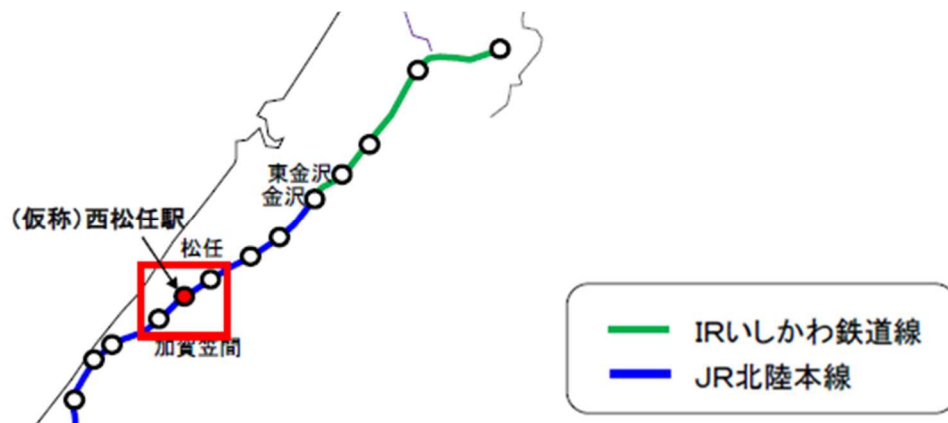 東金沢
金沢
(仮称)西松任駅
松任
加賀笠間
IRいしかわ鉄道線
JR北陸本線